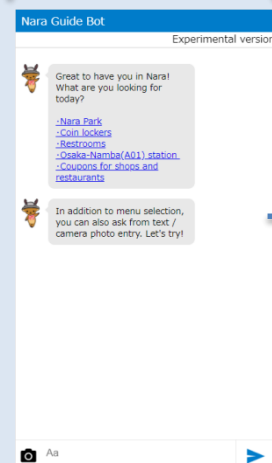 Nara Guide Bot
Experimental version
Great to have you in Nara!
What are you looking for
today?
·Nara Park
·Coin lockers
·Restrooms
·Osaka-Namba(A01) station
·Coupons for shops and
restaurants
In addition to menu selection,
you can also ask from text /
camera photo entry. Let's try!
Aa